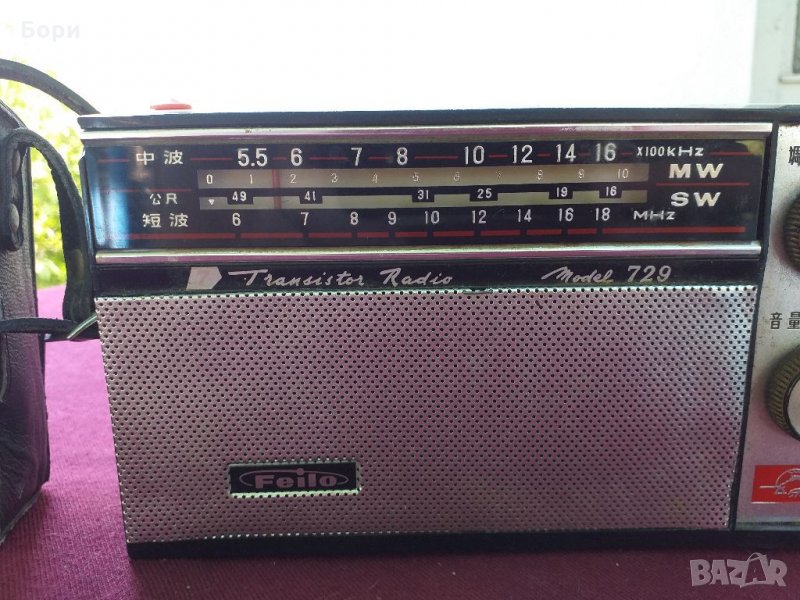 Бори
中波 5.5 6 7 8 10 12 14 16 X100KHz MW
0 1 2 3 4 5 6 7 8 9 10
公尺 49 41 31 25 19 16 SW
短波 6 7 8 9 10 12 14 16 18 MHz
Transistor Radio Model 729
音量
Feilo
BAZAR